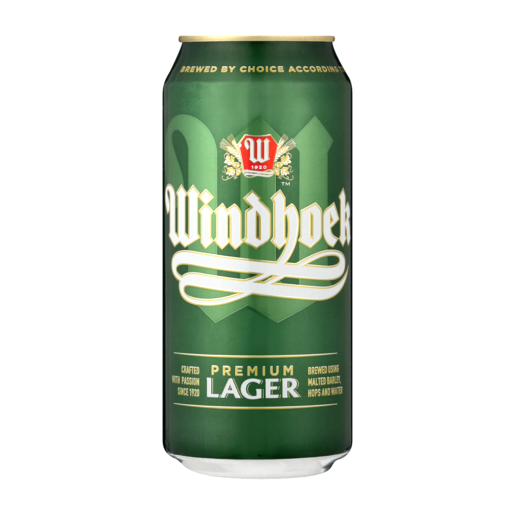 BREWED BY CHOICE ACCORDING
W
1920
TM
Windhoek
CRAFTED
WITH PASSION
SINCE 1920
PREMIUM
LAGER
BREWED USING
MALTED BARLEY,
HOPS AND WATER